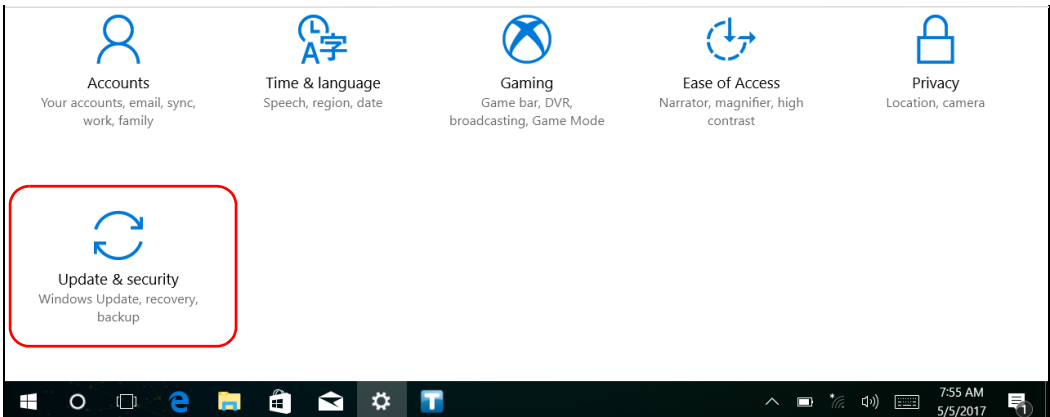 Accounts
Your accounts, email, sync,
work, family
Time & language
Speech, region, date
Gaming
Game bar, DVR,
broadcasting, Game Mode
Ease of Access
Narrator, magnifier, high
contrast
Privacy
Location, camera
Update & security
Windows Update, recovery,
backup
7:55 AM
5/5/2017
1